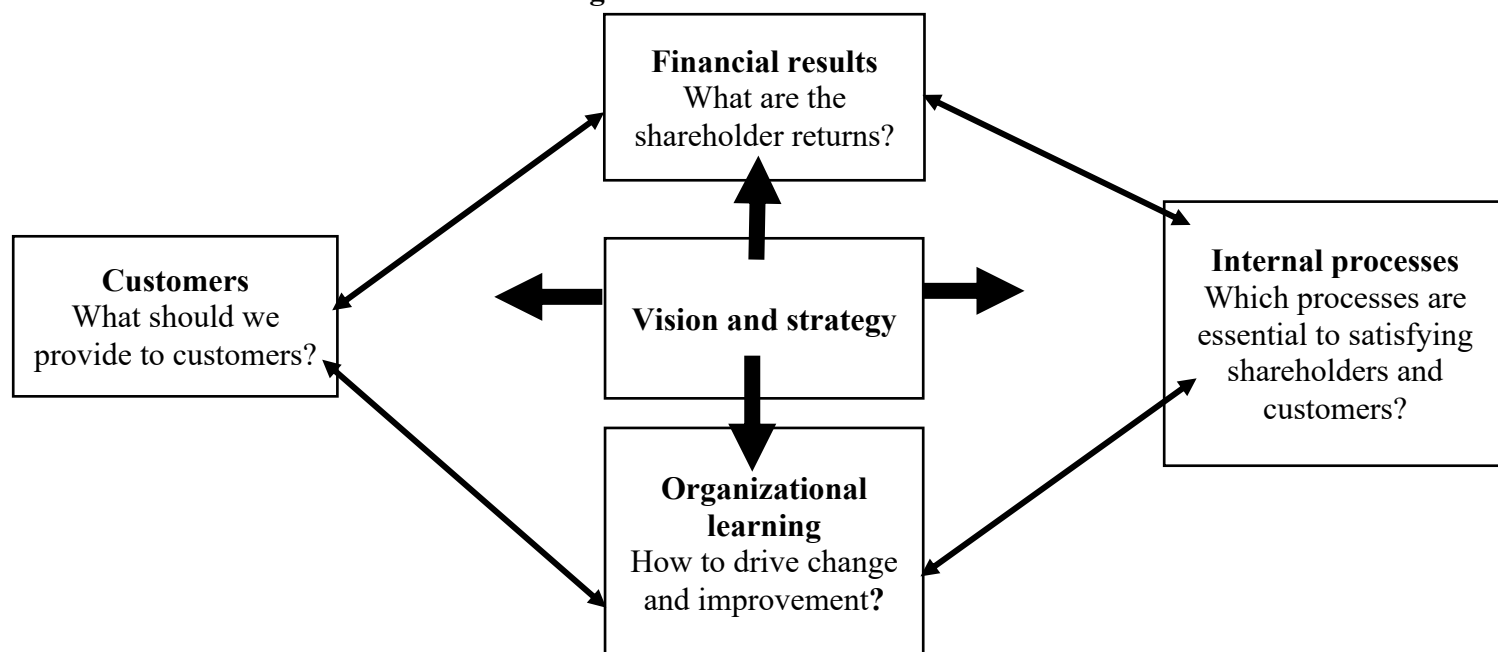 Financial results
What are the
shareholder returns?
Customers
What should we
provide to customers?
Vision and strategy
Internal processes
Which processes are
essential to satisfying
shareholders and
customers?
Organizational
learning
How to drive change
and improvement?